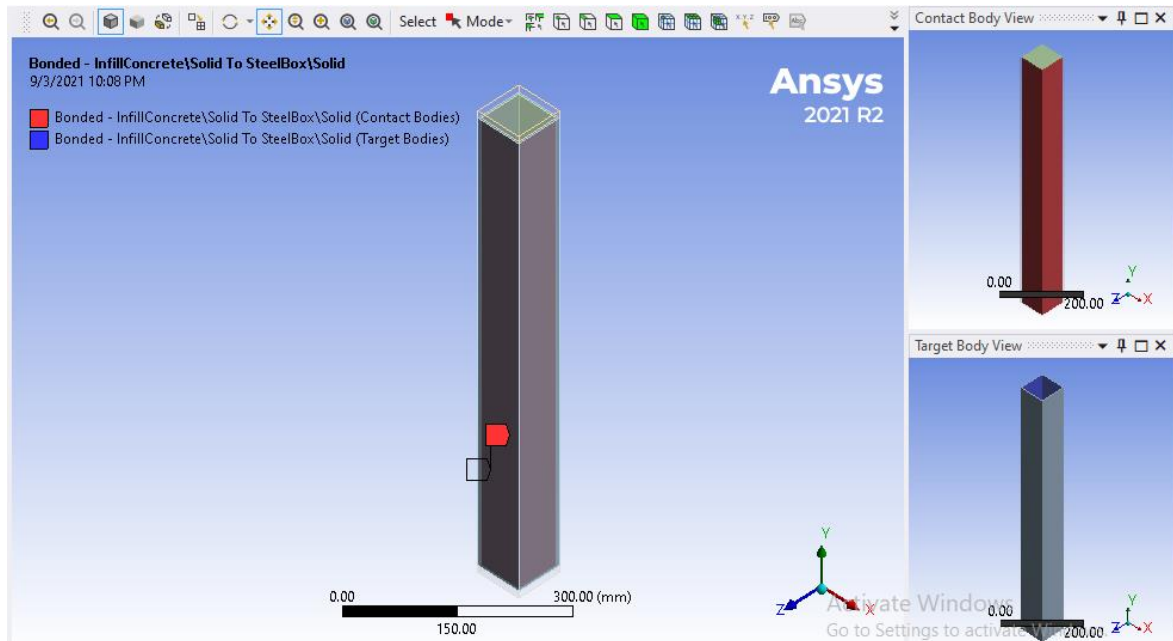 Select Mode
Contact Body View
Bonded - InfillConcrete\Solid To SteelBox\Solid
9/3/2021 10:08 PM
Bonded - InfillConcrete\Solid To SteelBox\Solid (Contact Bodies)
Bonded - InfillConcrete\Solid To SteelBox\Solid (Target Bodies)
Ansys
2021 R2
0.00
200.00
Y
Z
X
Target Body View
0.00
300.00 (mm)
150.00
Y
Z
X
Y
0.00
200.00
Z
X
Activate Windows
Go to Settings to activate